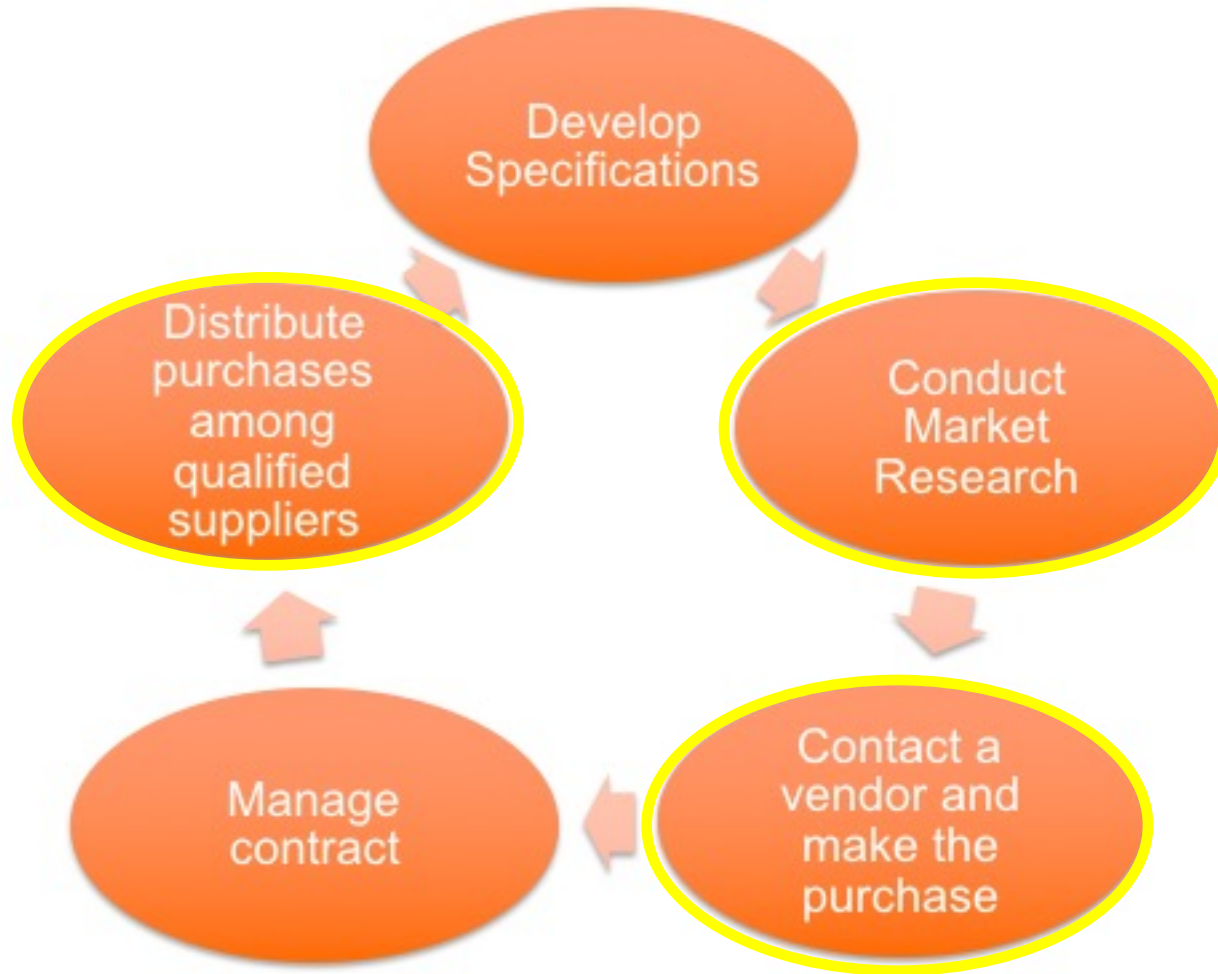 Develop
Specifications
Conduct
Market
Research
Contact a
vendor and
make the
purchase
Manage
contract
Distribute
purchases
among
qualified
suppliers